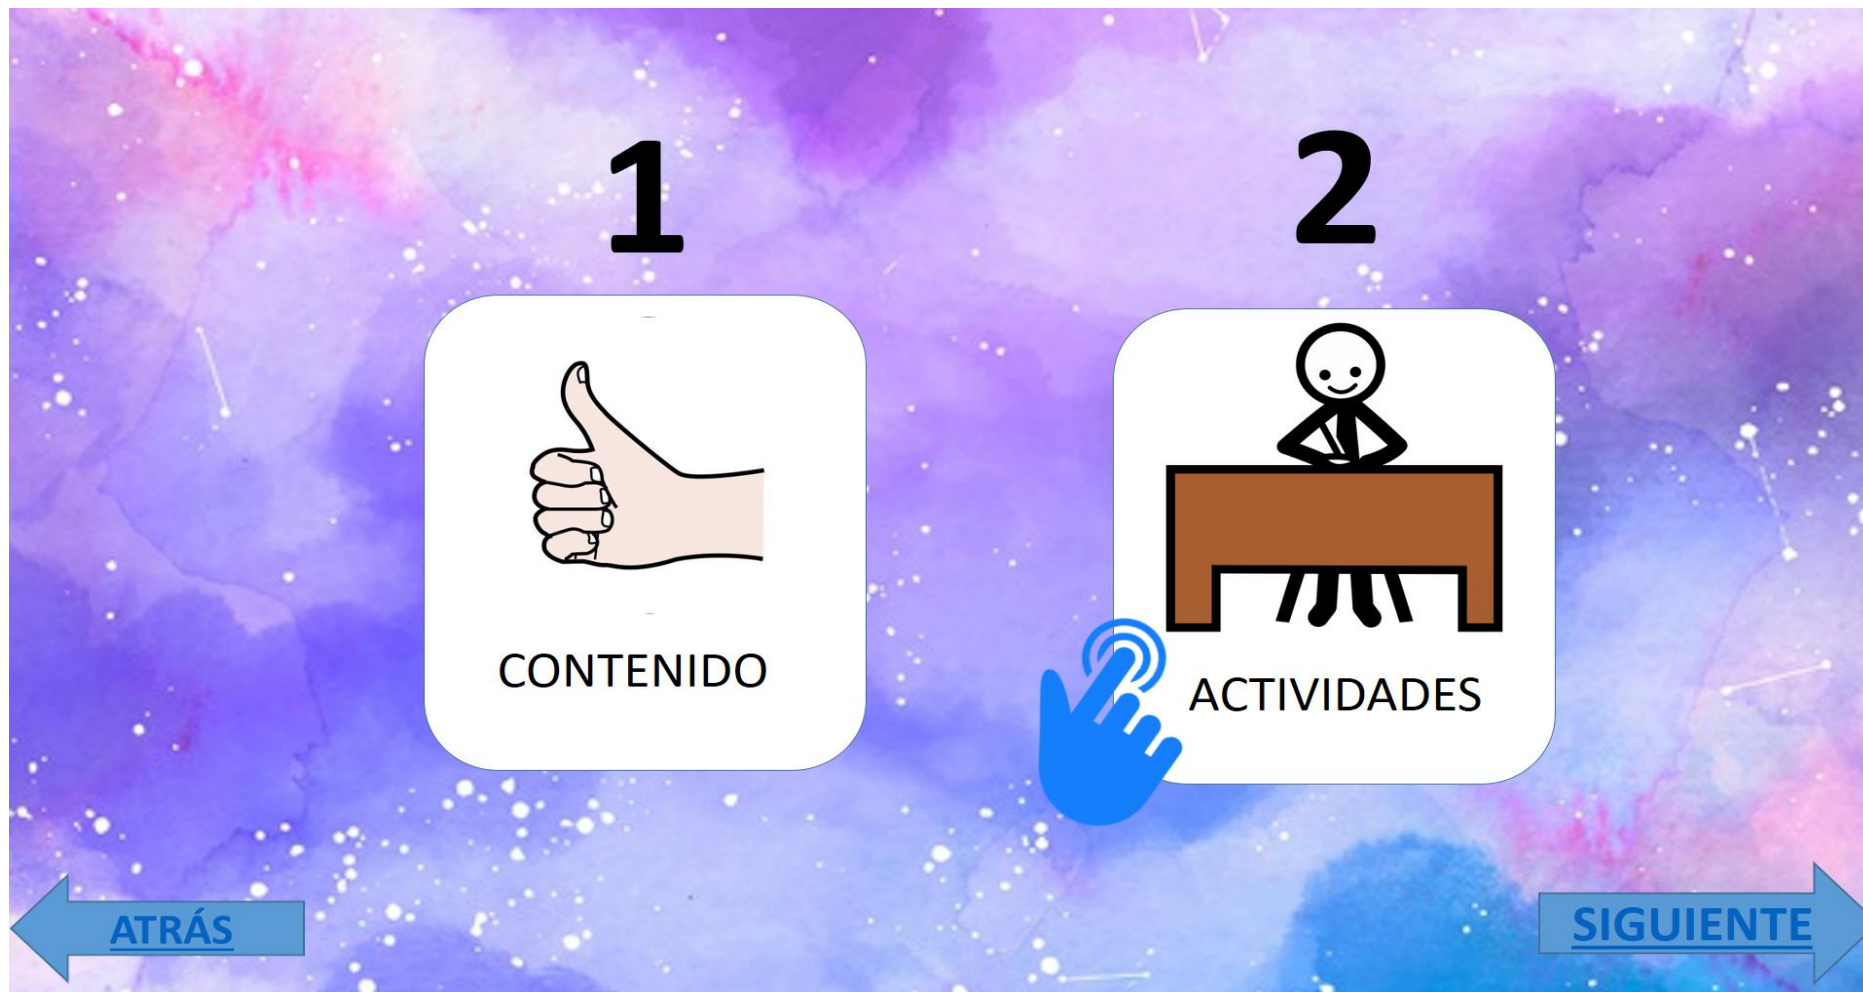 1
2
CONTENIDO
ACTIVIDADES
ATRÁS
SIGUIENTE